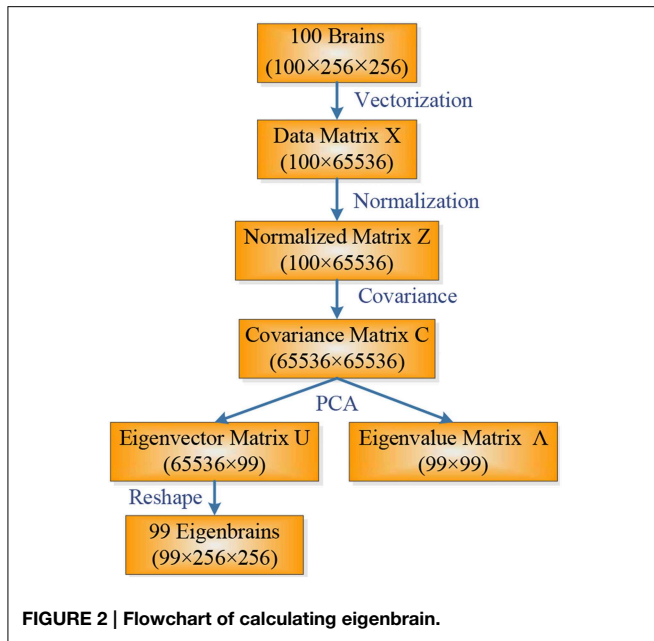 100 Brains
(100×256×256)
Vectorization
Data Matrix X
(100×65536)
Normalization
Normalized Matrix Z
(100×65536)
Covariance
Covariance Matrix C
(65536×65536)
PCA
Eigenvector Matrix U
(65536×99)
Eigenvalue Matrix Λ
(99×99)
Reshape
99 Eigenbrains
(99×256×256)
FIGURE 2 | Flowchart of calculating eigenbrain.